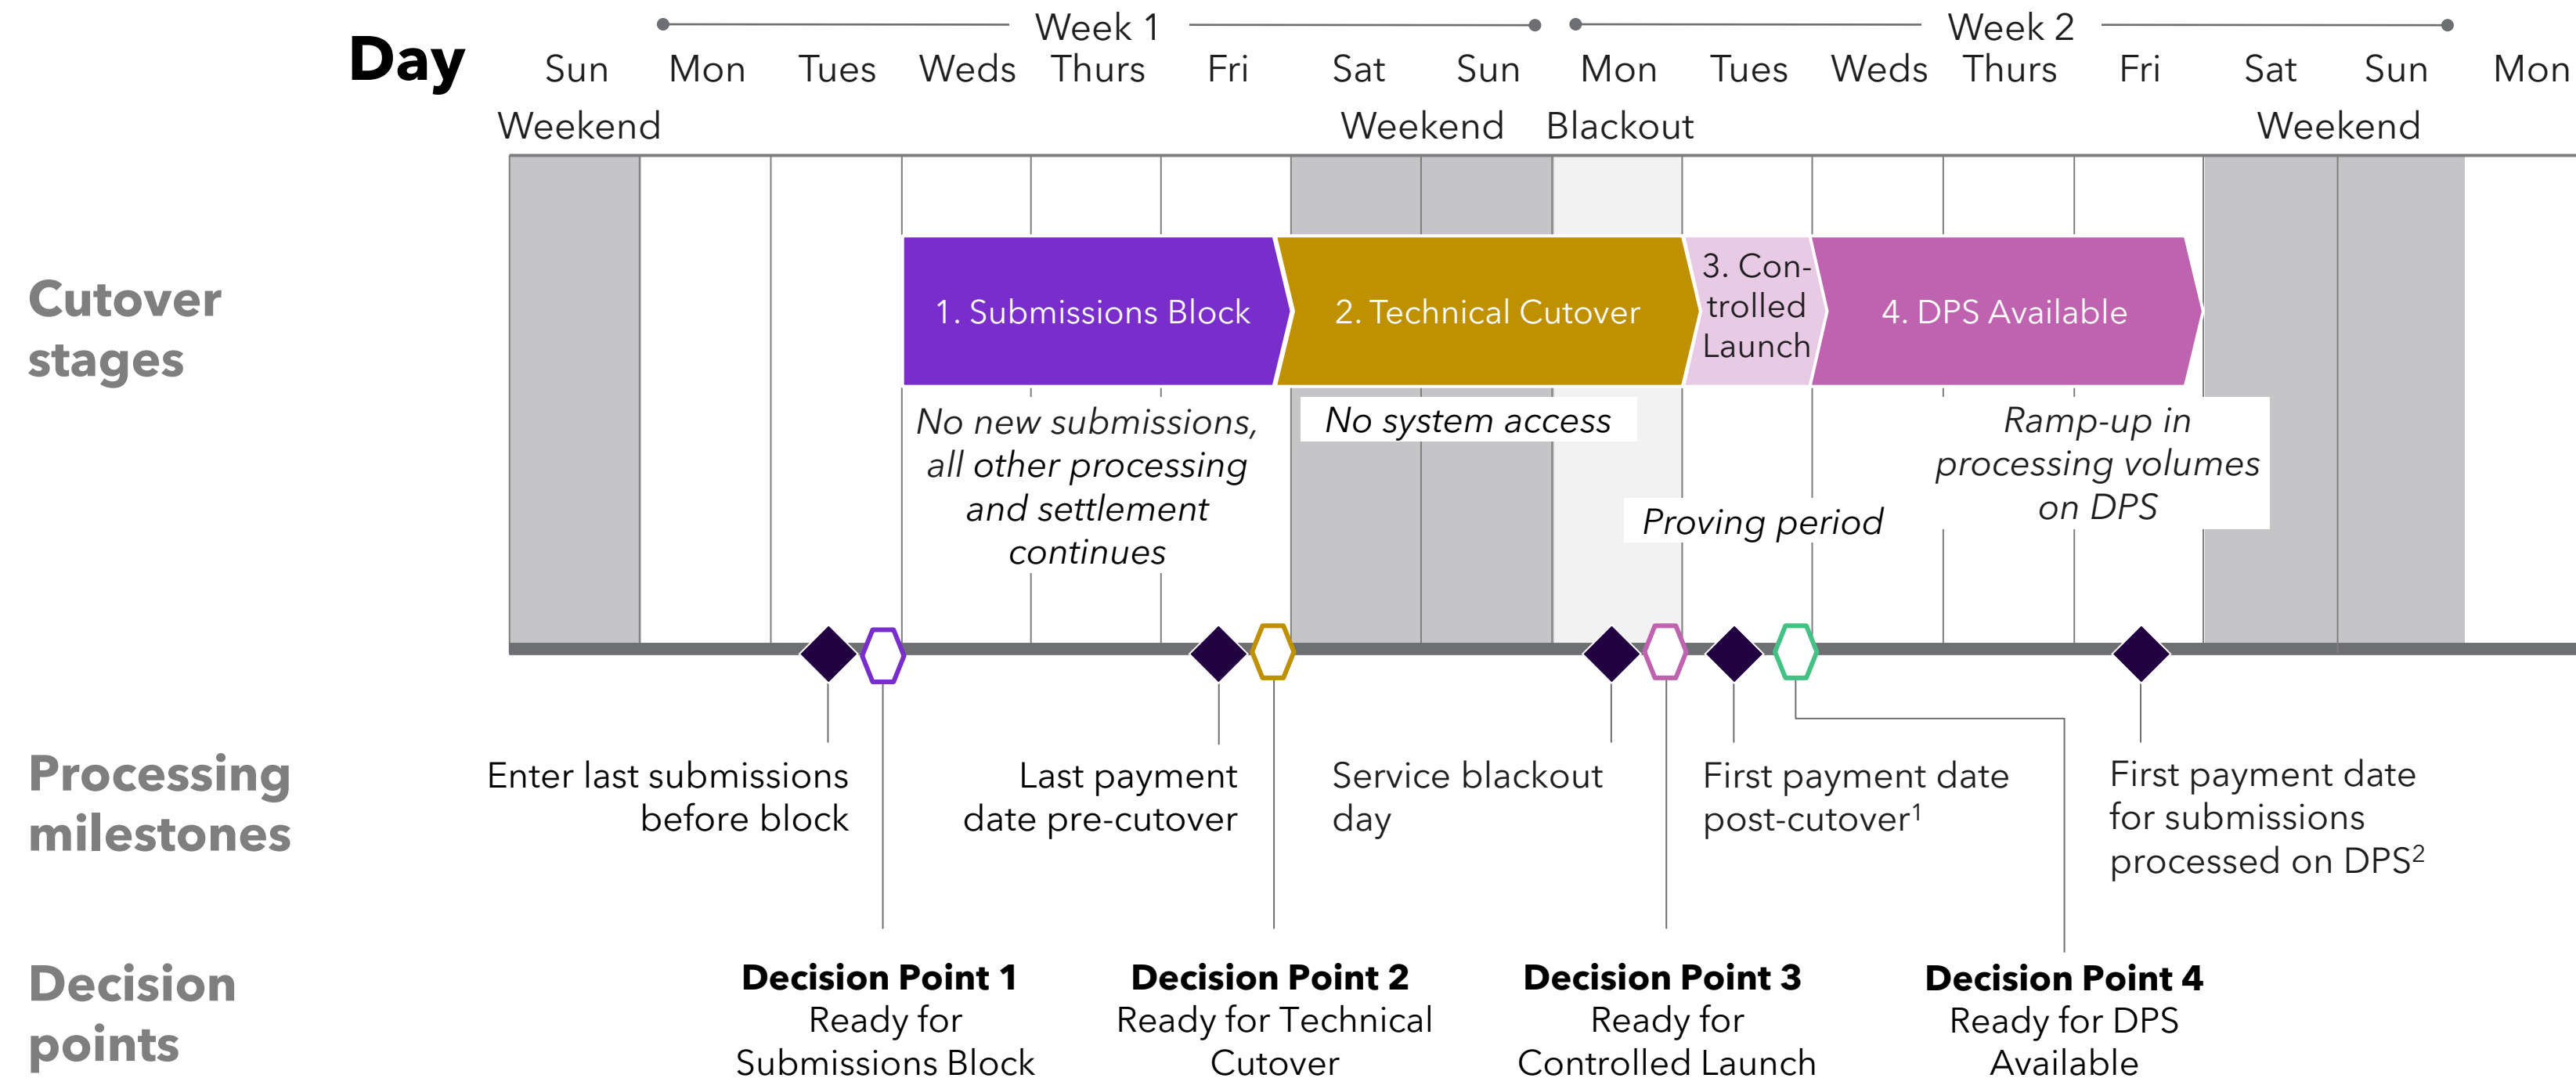 Day
Week 1
Week 2
Sun Mon Tues Weds Thurs Fri Sat Sun Mon Tues Weds Thurs Fri Sat Sun Mon
Weekend Weekend Blackout Weekend
Cutover
stages
1. Submissions Block
2. Technical Cutover
3. Con-
trolled
Launch
4. DPS Available
No new submissions,
all other processing
and settlement
continues
No system access
Proving period
Ramp-up in
processing volumes
on DPS
Processing
milestones
Enter last submissions
before block
Last payment
date pre-cutover
Service blackout
day
First payment date
post-cutover¹
First payment date
for submissions
processed on DPS²
Decision
points
Decision Point 1
Ready for
Submissions Block
Decision Point 2
Ready for Technical
Cutover
Decision Point 3
Ready for
Controlled Launch
Decision Point 4
Ready for DPS
Available